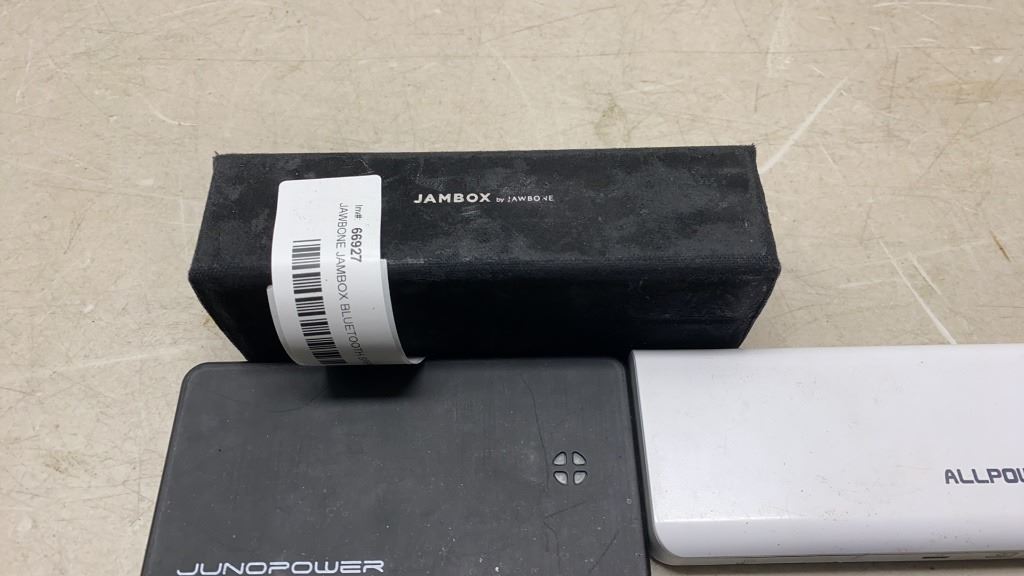 JAMBOX by JAWBONE
Inv#: 66927
JAWBONE JAMBOX BLUETOOTH
JUNOPOWER
ALLPOW